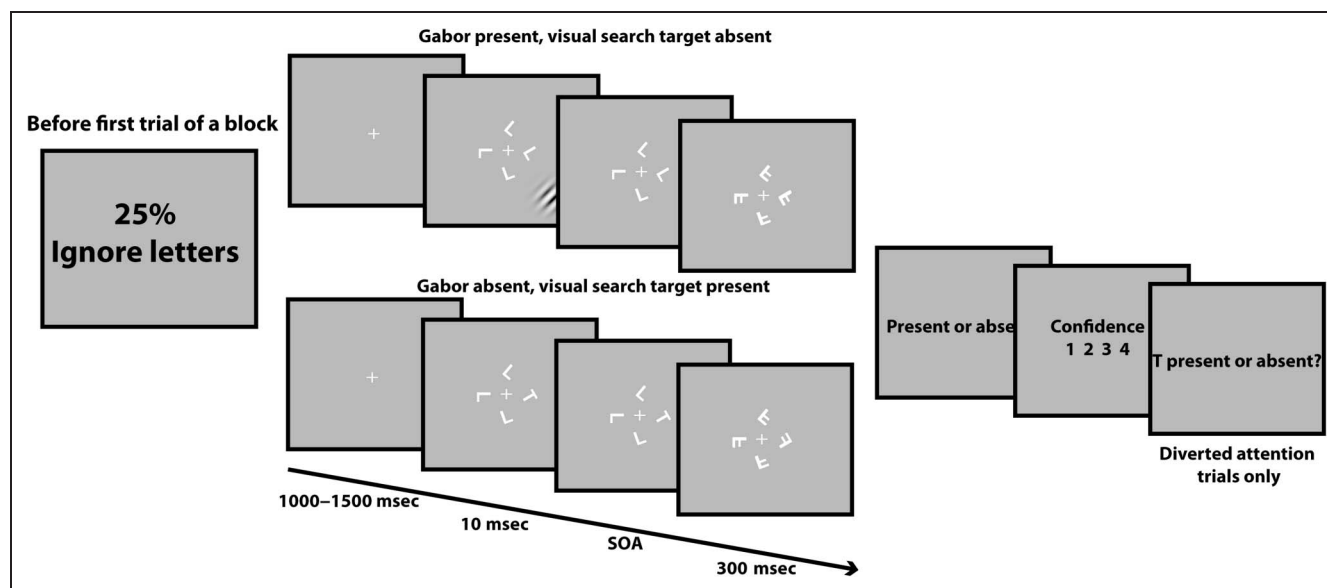 Gabor present, visual search target absent
Before first trial of a block
25%
Ignore letters
L
L L
L
L
L L
L
E
E E
E
Gabor absent, visual search target present
L
L T
L
L
L T
L
E
E E
E
Present or abse
Confidence
1 2 3 4
T present or absent?
Diverted attention
trials only
1000–1500 msec
10 msec
SOA
300 msec